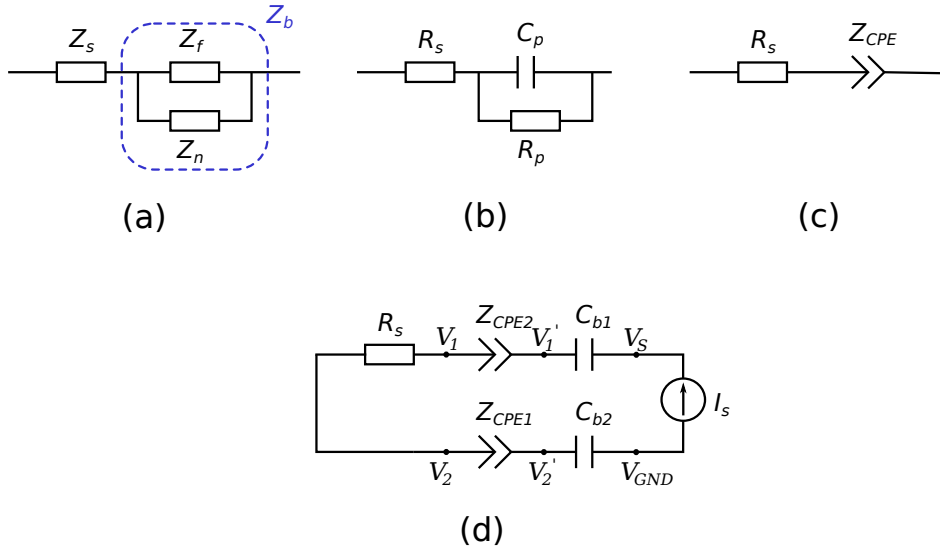 Z_b
Z_s Z_f
Z_n
(a)
R_s C_p
R_p
(b)
R_s Z_CPE
(c)
R_s V_1 Z_CPE2 V_1' C_b1 V_S
I_s
V_2 Z_CPE1 V_2' C_b2 V_GND
(d)